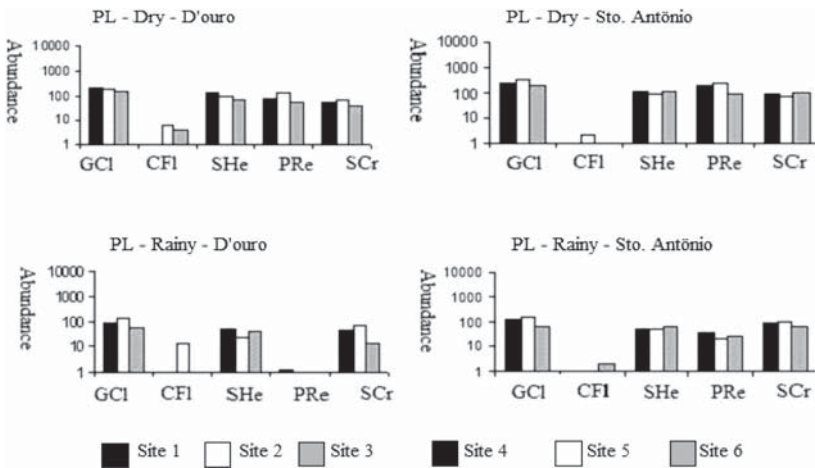 PL - Dry - D'ouro
Abundance
10000
1000
100
10
1
GCl
CFl
SHe
PRe
SCr
PL - Dry - Sto. Antönio
Abundance
10000
1000
100
10
1
GCl
CFl
SHe
PRe
SCr
PL - Rainy - D'ouro
Abundance
10000
1000
100
10
1
GCl
CFl
SHe
PRe
SCr
PL - Rainy - Sto. Antönio
Abundance
10000
1000
100
10
1
GCl
CFl
SHe
PRe
SCr
Site 1 Site 2 Site 3 Site 4 Site 5 Site 6